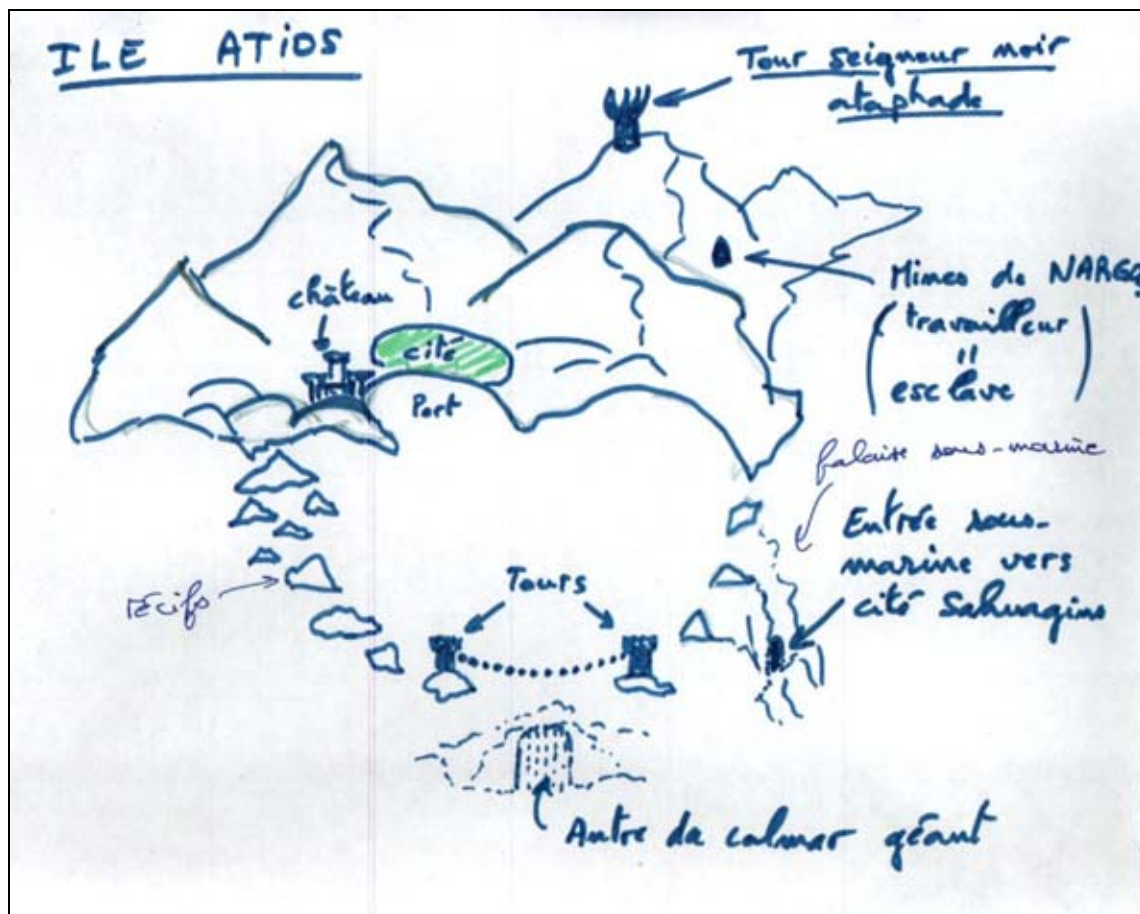 ILE ATIOS
Tour seigneur noir
ataphade
château
cité
Port
Mines de NARGQ
(travailleur
=
esclave)
falaise sous-marine
Entrée sous-
marine vers
cité Sahuagins
Tours
récifs
Antre du calmar géant